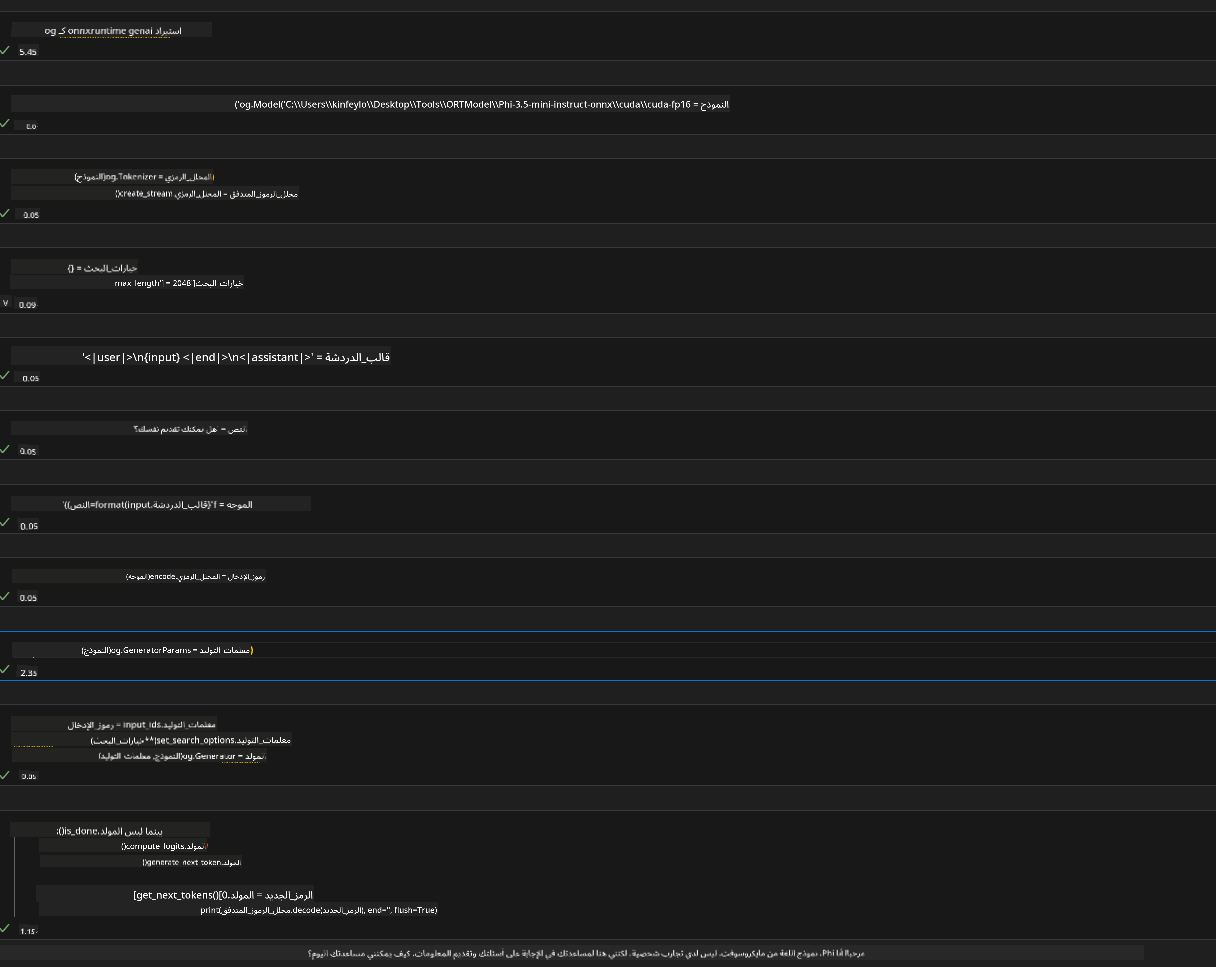 استيراد onnxruntime genai كـ og
5.4s
النموذج = og.Model('C:\\Users\\kinfeylo\\Desktop\\Tools\\ORTModel\\Phi-3.5-mini-instruct-onnx\\cuda\\cuda-fp16')
0.0
المحلل_الرمزي = og.Tokenizer(النموذج)
محلل_الرموز_المتدفق = المحلل_الرمزي.create_stream()
0.0s
خيارات_البحث = {}
خيارات_البحث['max_length'] = 2048
0.0s
قالب_الدردشة = '<|user|>\n{input} <|end|>\n<|assistant|>'
0.0s
نص = 'هل يمكنك تقديم نفسك؟
0.0s
الموجه = f'{قالب_الدردشة.format(input=النص)}'
0.0s
رموز_الإدخال = المحلل_الرمزي.encode(الموجه)
0.0s
معلمات_التوليد = og.GeneratorParams(النموذج)
2.3s
معلمات_التوليد.input_ids = رموز_الإدخال
معلمات_التوليد.set_search_options(**خيارات_البحث)
المولد = og.Generator(النموذج, معلمات_التوليد)
0.0s
بينما ليس المولد.is_done():
المولد.compute_logits()
المولد.generate_next_token()
الرمز_الجديد = المولد.get_next_tokens()[0]
print(محلل_الرموز_المتدفق.decode(الرمز_الجديد), end='', flush=True)
1.1s
مرحبا! أنا Phi، نموذج اللغة من مايكروسوفت. ليس لدي تجارب شخصية، لكنني هنا لمساعدتك في الإجابة على أسئلتك وتقديم المعلومات. كيف يمكنني مساعدتك اليوم؟